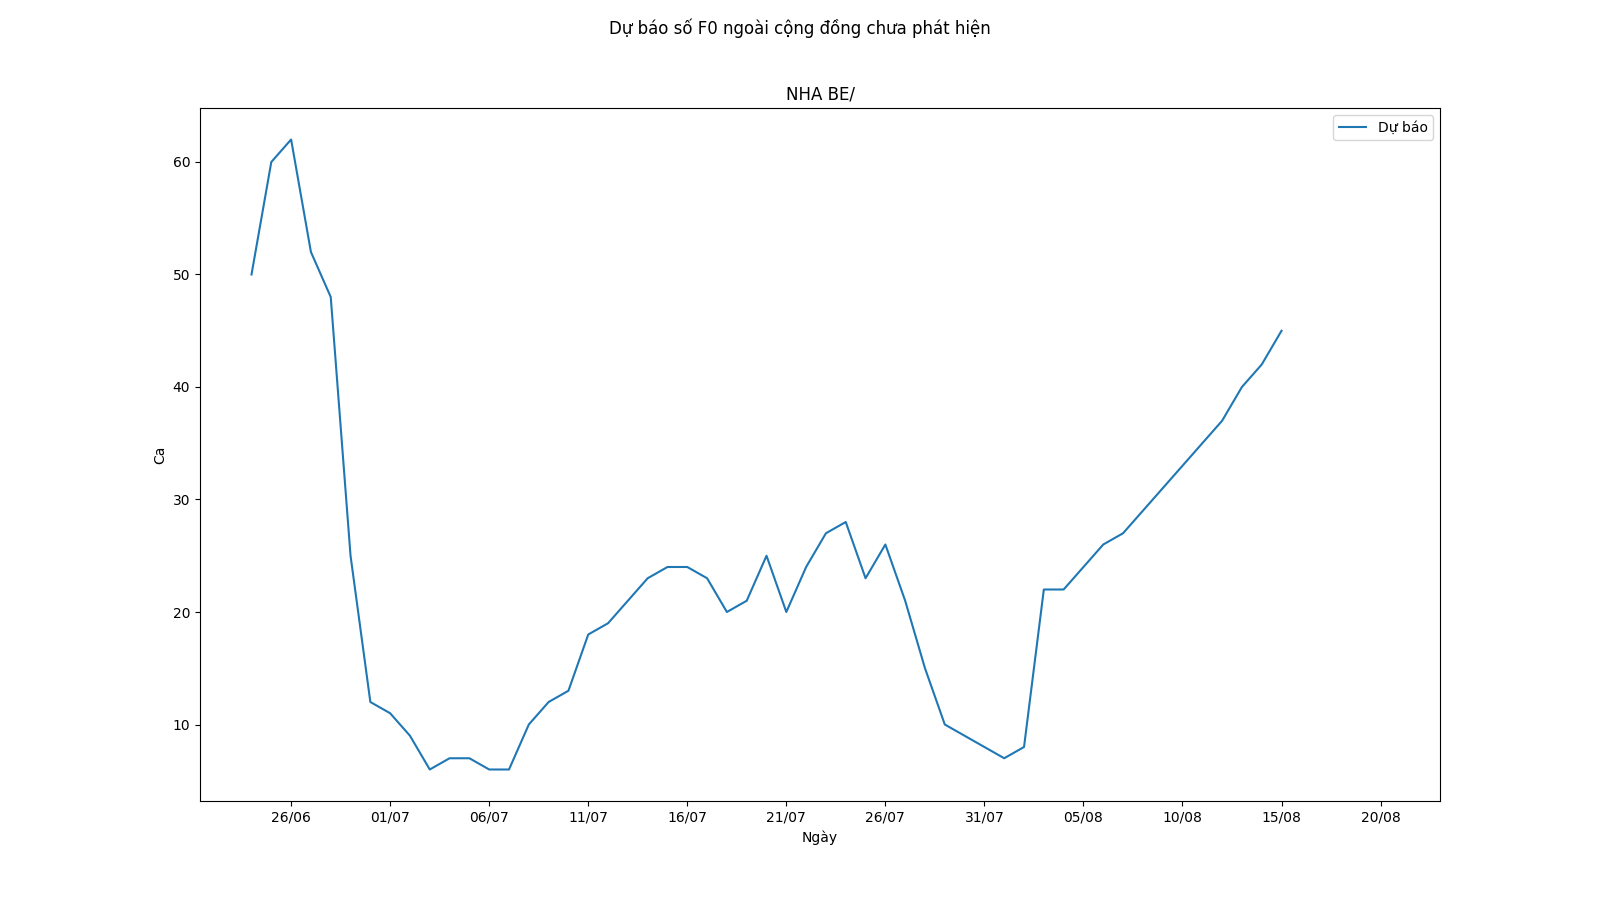 Dự báo số F0 ngoài cộng đồng chưa phát hiện
NHA BE/
Dự báo
60
50
40
30
20
10
Ca
26/06 01/07 06/07 11/07 16/07 21/07 26/07 31/07 05/08 10/08 15/08 20/08
Ngày